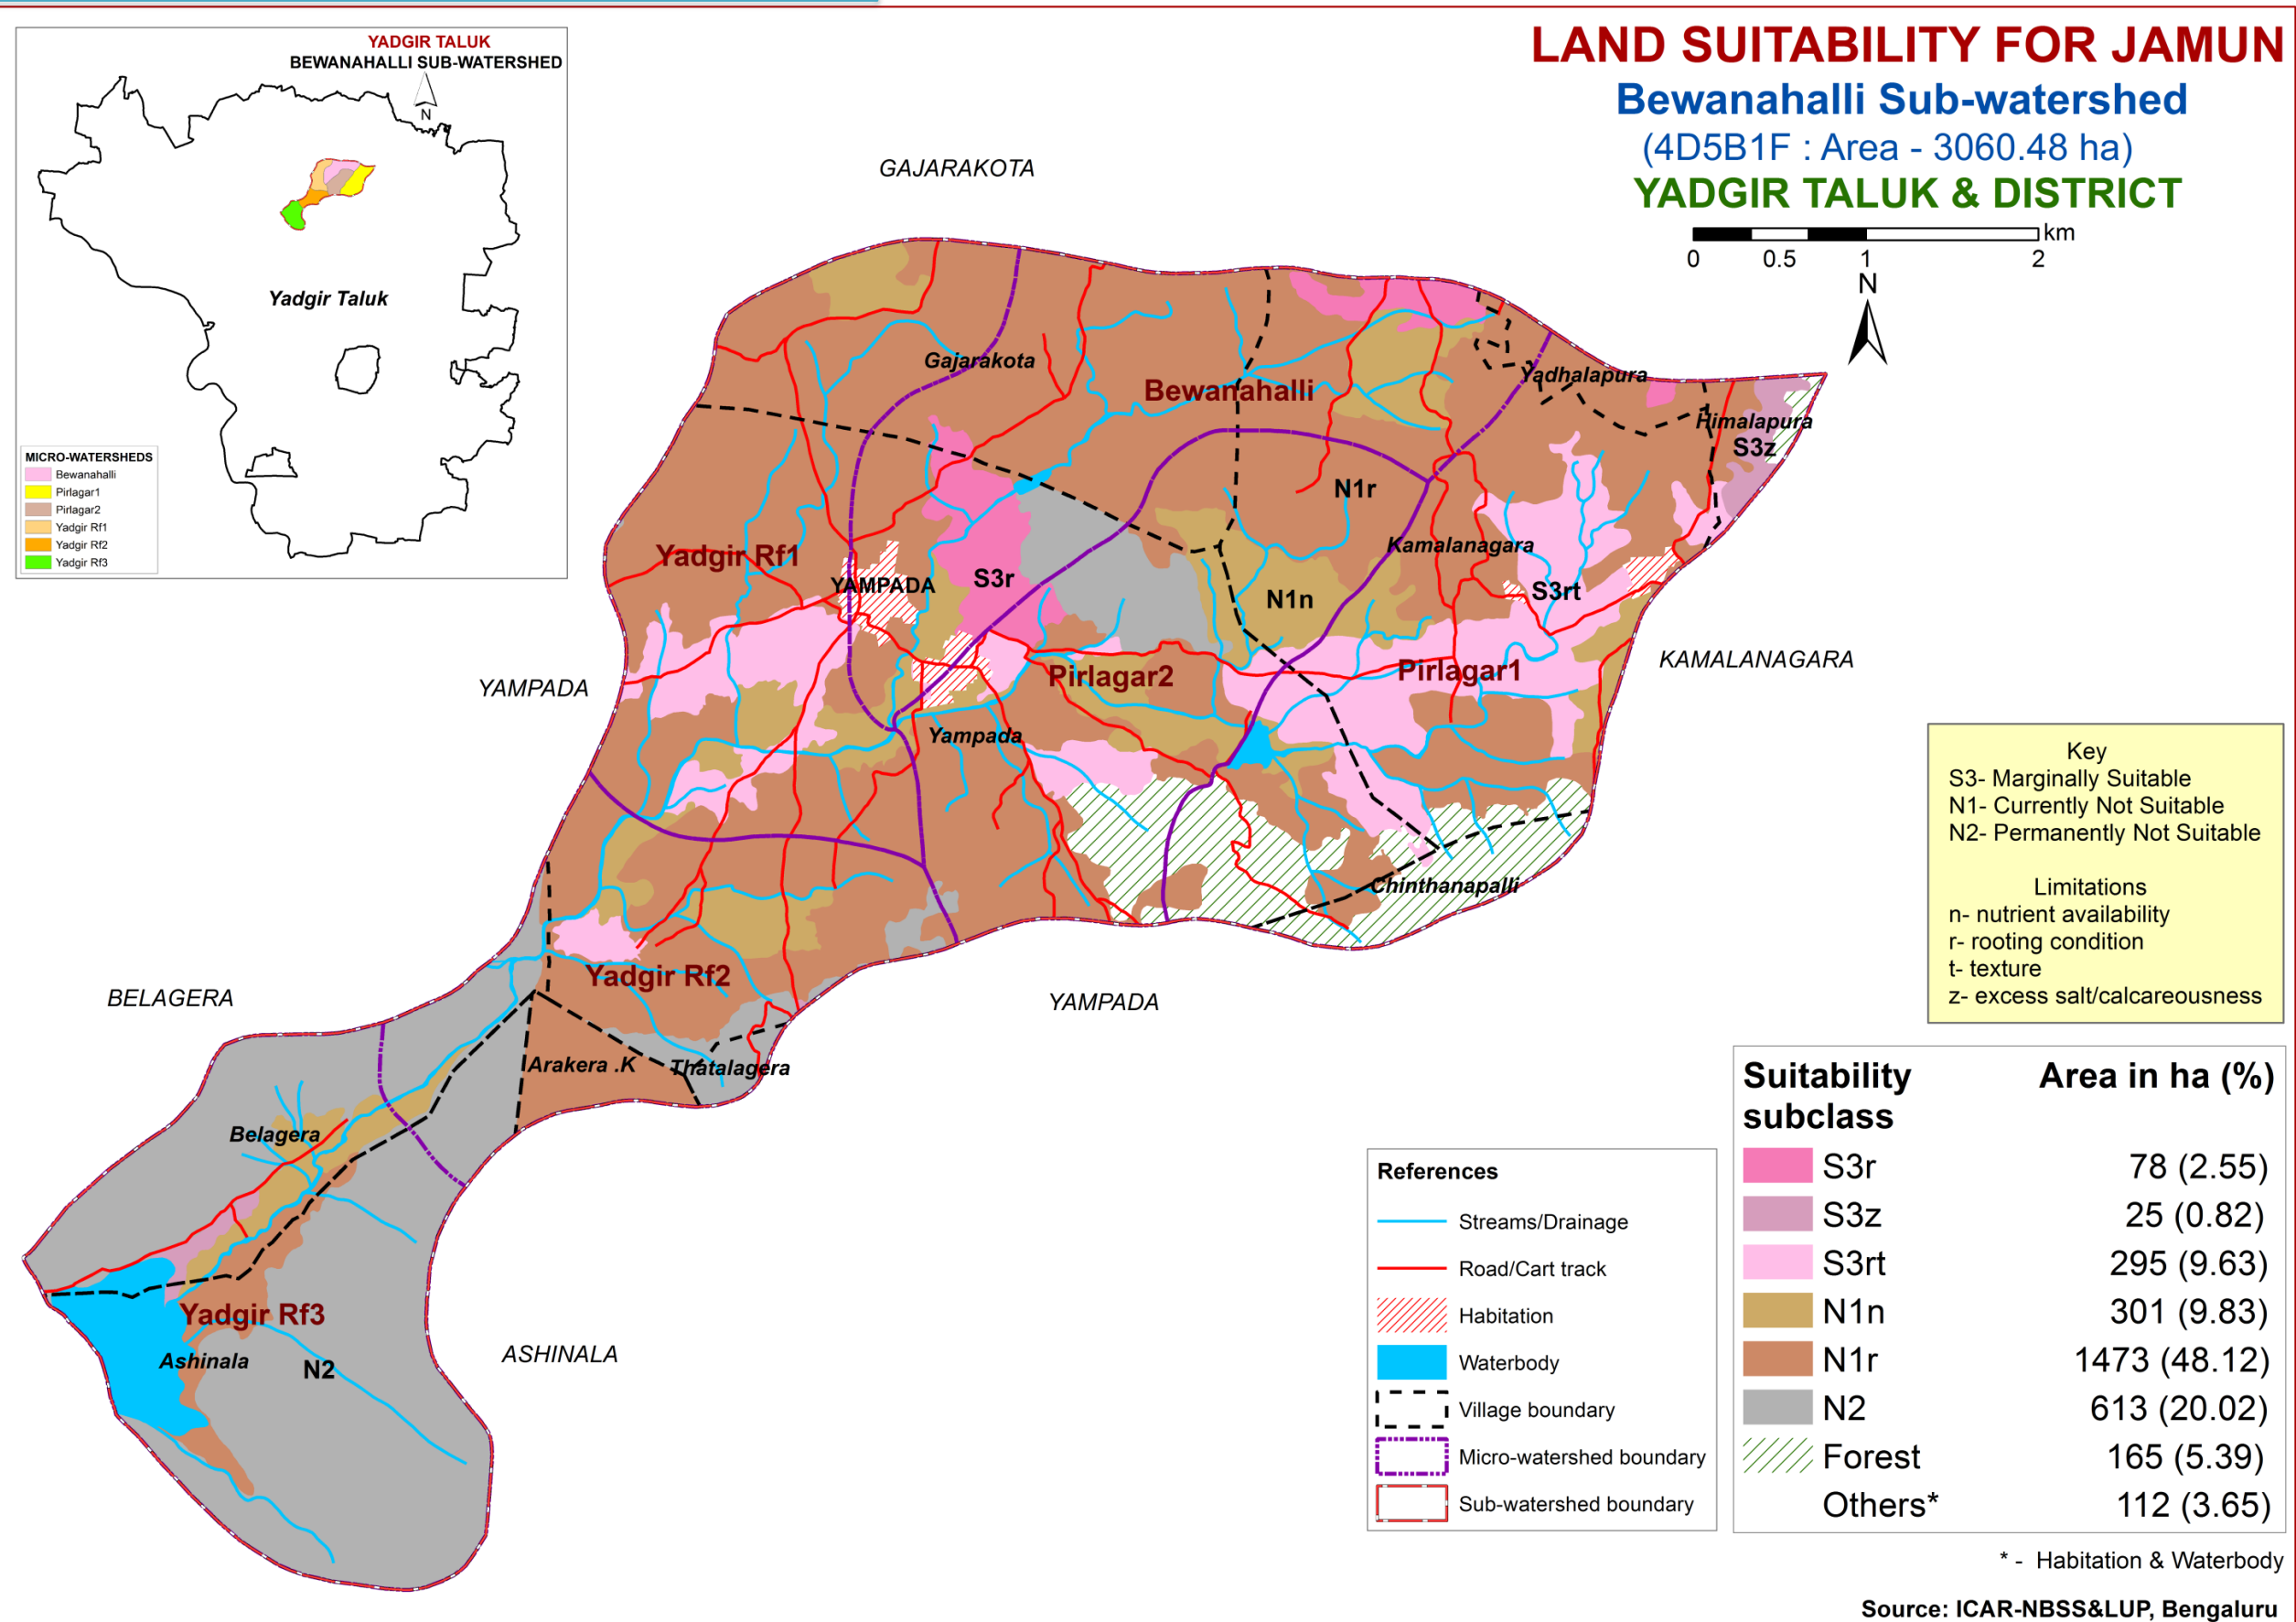 YADGIR TALUK
BEWANAHALLI SUB-WATERSHED
N
Yadgir Taluk
MICRO-WATERSHEDS
Bewanahalli
Pirlagar1
Pirlagar2
Yadgir Rf1
Yadgir Rf2
Yadgir Rf3
LAND SUITABILITY FOR JAMUN
Bewanahalli Sub-watershed
(4D5B1F : Area - 3060.48 ha)
YADGIR TALUK & DISTRICT
km
0 0.5 1 2
N
GAJARAKOTA
Gajarakota
Bewanahalli
Yadhalapura
Himalapura
S3z
N1r
Kamalanagara
Yadgir Rf1
YAMPADA
S3r
S3rt
N1n
KAMALANAGARA
YAMPADA
Pirlagar2
Pirlagar1
Yampada
Chinthanapalli
Yadgir Rf2
BELAGERA
YAMPADA
Arakera .K
Thatalagera
Belagera
Yadgir Rf3
Ashinala
N2
ASHINALA
Key
S3- Marginally Suitable
N1- Currently Not Suitable
N2- Permanently Not Suitable
Limitations
n- nutrient availability
r- rooting condition
t- texture
z- excess salt/calcareousness
References
Streams/Drainage
Road/Cart track
Habitation
Waterbody
Village boundary
Micro-watershed boundary
Sub-watershed boundary
Suitability Area in ha (%)
subclass
S3r 78 (2.55)
S3z 25 (0.82)
S3rt 295 (9.63)
N1n 301 (9.83)
N1r 1473 (48.12)
N2 613 (20.02)
Forest 165 (5.39)
Others* 112 (3.65)
* - Habitation & Waterbody
Source: ICAR-NBSS&LUP, Bengaluru